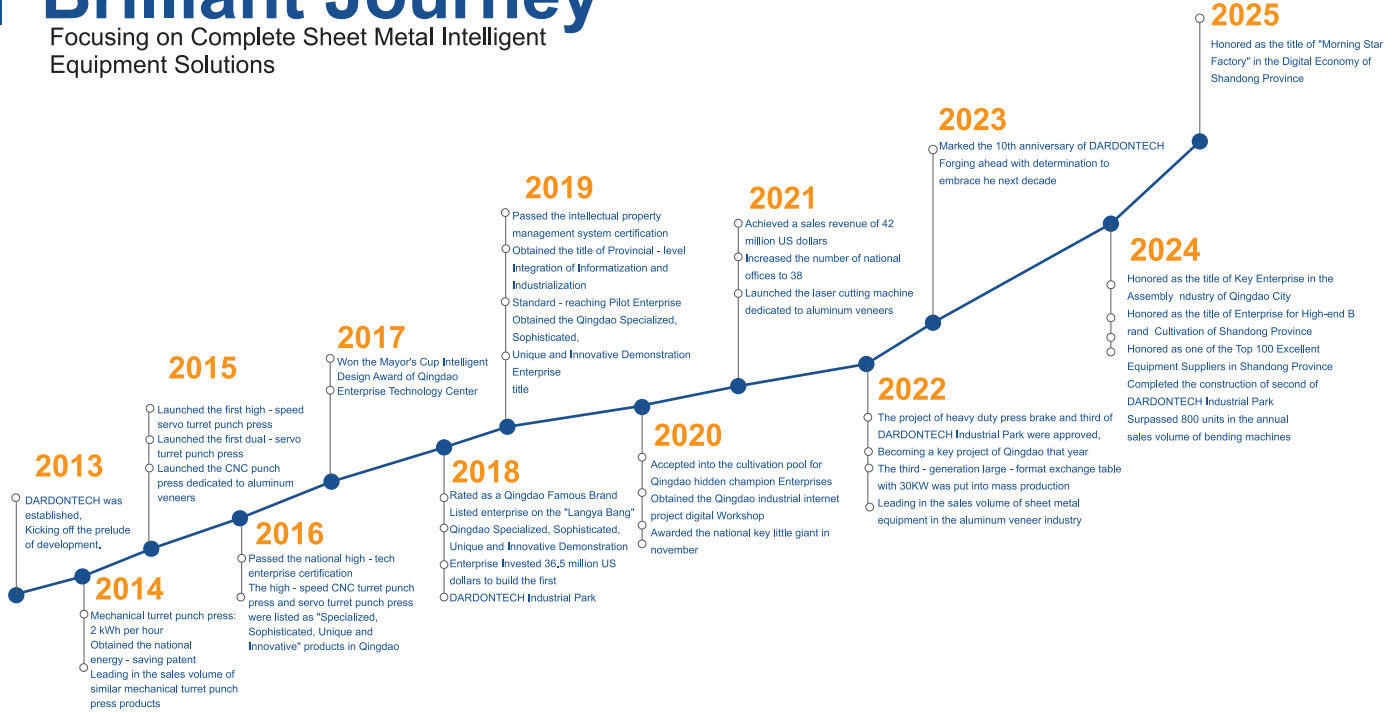 Brilliant Journey
Focusing on Complete Sheet Metal Intelligent
Equipment Solutions
2013
DARDONTECH was
established,
Kicking off the prelude
of development.
2014
Mechanical turret punch press:
2 kWh per hour
Obtained the national
energy - saving patent
Leading in the sales volume of
similar mechanical turret punch
press products
2015
Launched the first high - speed
servo turret punch press
Launched the first dual - servo
turret punch press
Launched the CNC punch
press dedicated to aluminum
veneers
2016
Passed the national high - tech
enterprise certification
The high - speed CNC turret punch
press and servo turret punch press
were listed as "Specialized,
Sophisticated, Unique and
Innovative" products in Qingdao
2017
Won the Mayor's Cup Intelligent
Design Award of Qingdao
Enterprise Technology Center
2018
Rated as a Qingdao Famous Brand
Listed enterprise on the "Langya Bang"
Qingdao Specialized, Sophisticated,
Unique and Innovative Demonstration
Enterprise Invested 36.5 million US
dollars to build the first
DARDONTECH Industrial Park
2019
Passed the intellectual property
management system certification
Obtained the title of Provincial - level
Integration of Informatization and
Industrialization
Standard - reaching Pilot Enterprise
Obtained the Qingdao Specialized,
Sophisticated,
Unique and Innovative Demonstration
Enterprise
title
2020
Accepted into the cultivation pool for
Qingdao hidden champion Enterprises
Obtained the Qingdao industrial internet
project digital Workshop
Awarded the national key little giant in
november
2021
Achieved a sales revenue of 42
million US dollars
Increased the number of national
offices to 38
Launched the laser cutting machine
dedicated to aluminum veneers
2022
The project of heavy duty press brake and third of
DARDONTECH Industrial Park were approved,
Becoming a key project of Qingdao that year
The third - generation large - format exchange table
with 30KW was put into mass production
Leading in the sales volume of sheet metal
equipment in the aluminum veneer industry
2023
Marked the 10th anniversary of DARDONTECH
Forging ahead with determination to
embrace he next decade
2024
Honored as the title of Key Enterprise in the
Assembly ndustry of Qingdao City
Honored as the title of Enterprise for High-end B
rand Cultivation of Shandong Province
Honored as one of the Top 100 Excellent
Equipment Suppliers in Shandong Province
Completed the construction of second of
DARDONTECH Industrial Park
Surpassed 800 units in the annual
sales volume of bending machines
2025
Honored as the title of "Morning Star
Factory" in the Digital Economy of
Shandong Province